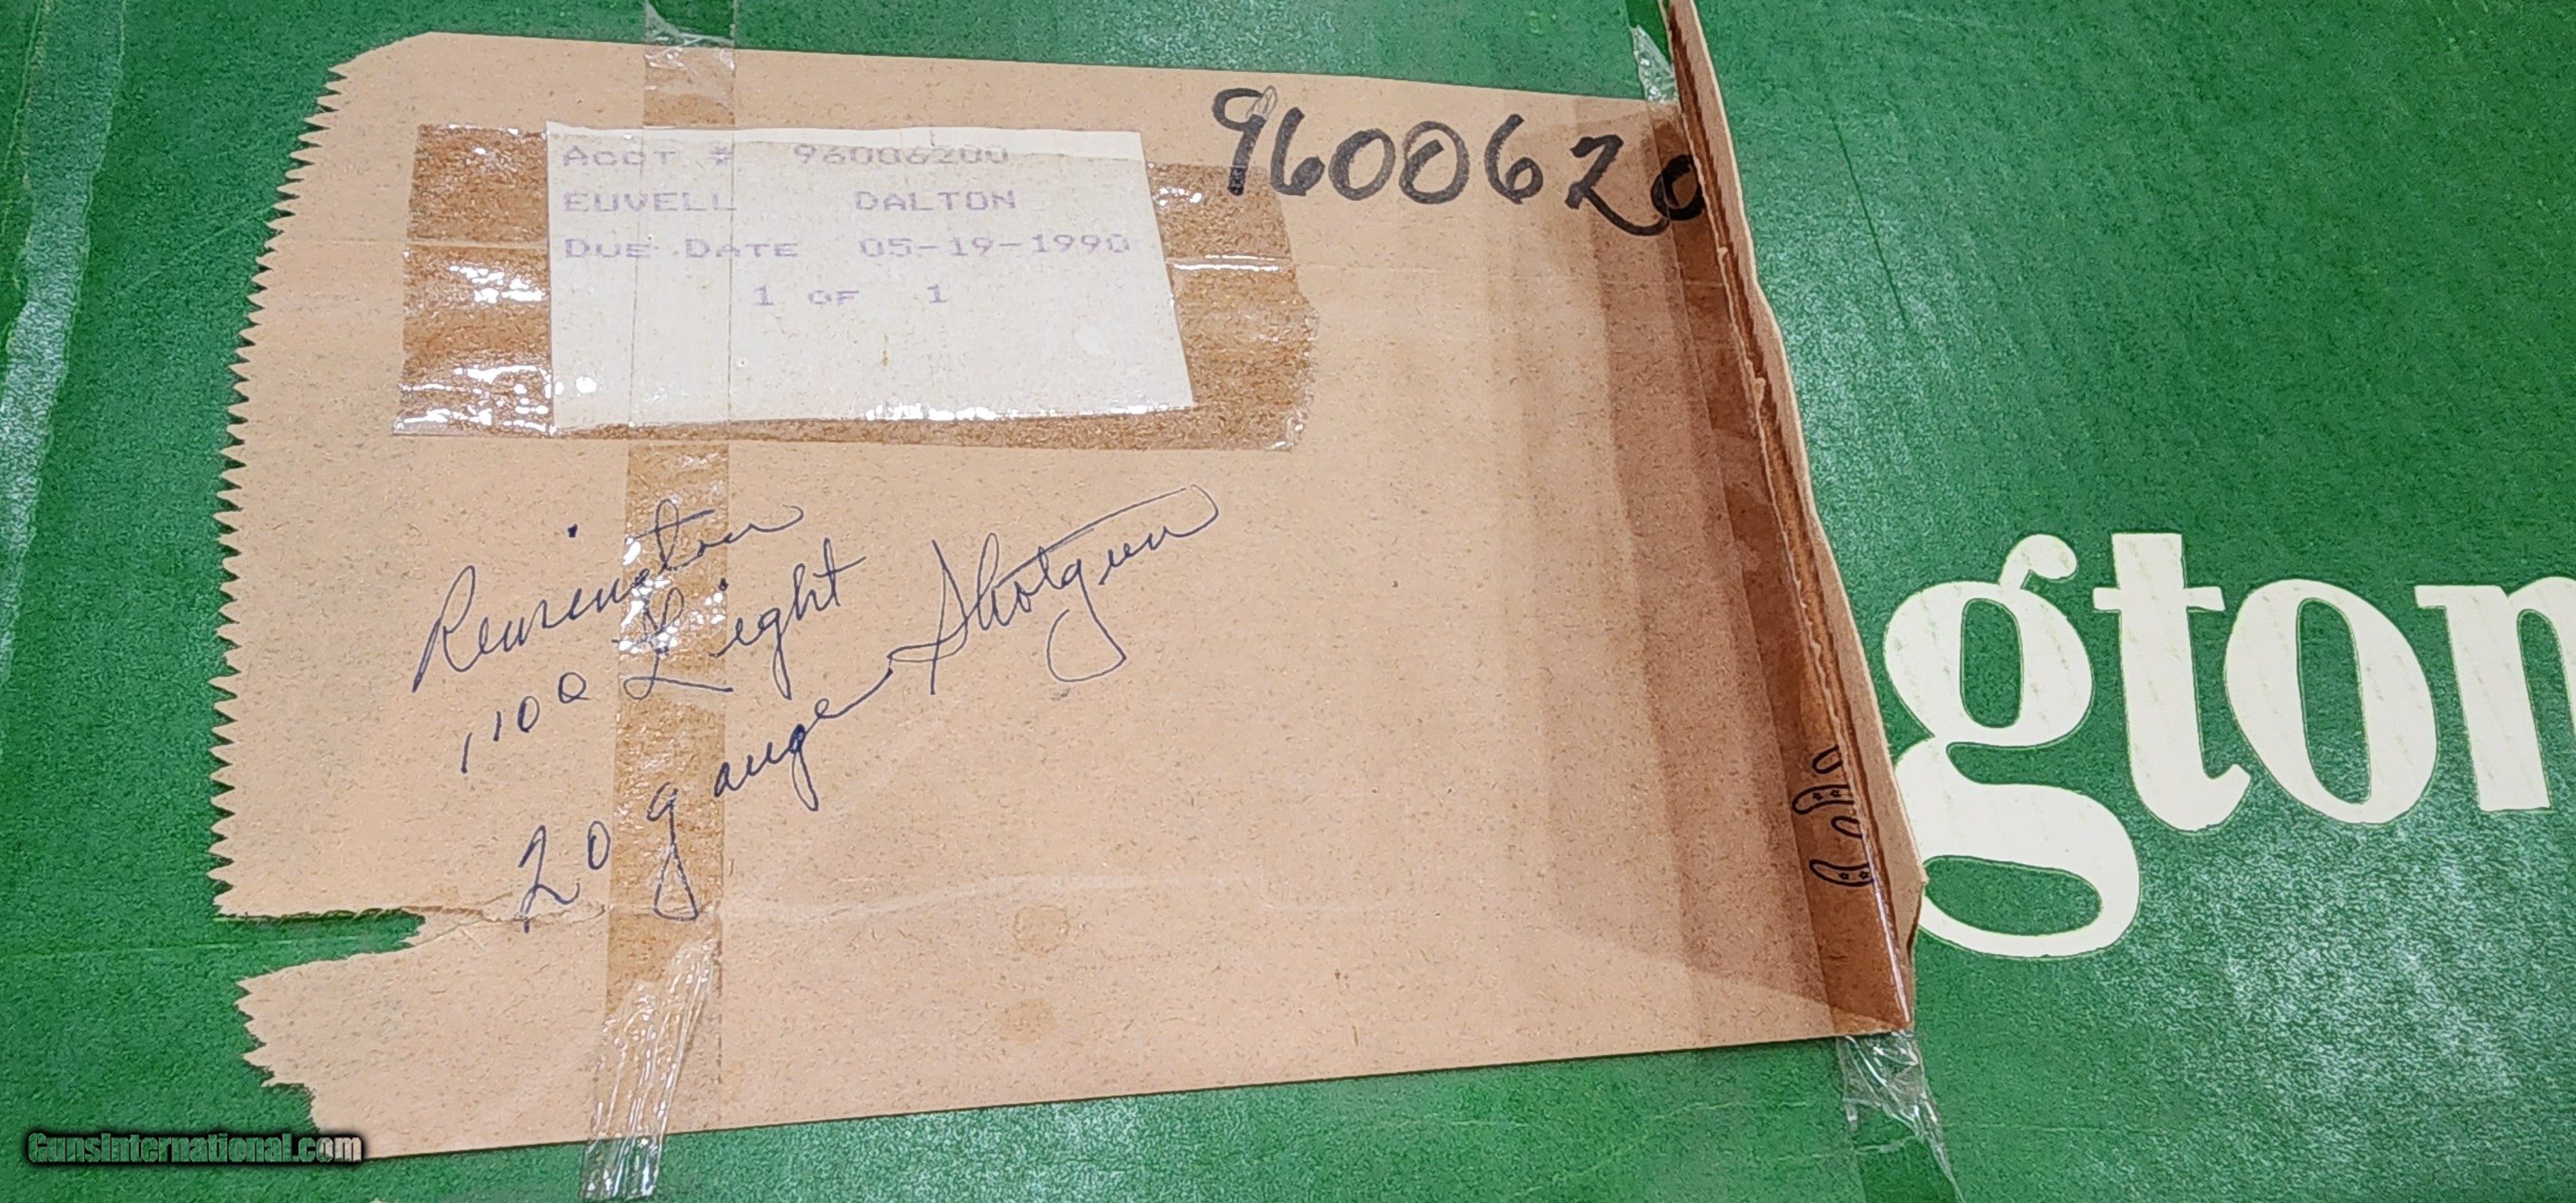 Acct # 96006200
EUVELL DALTON
DUE DATE 05-19-1990
1 OF 1
9600620
Remington
1100 Light
20 gauge Shotgun
gton
GunsInternational.com